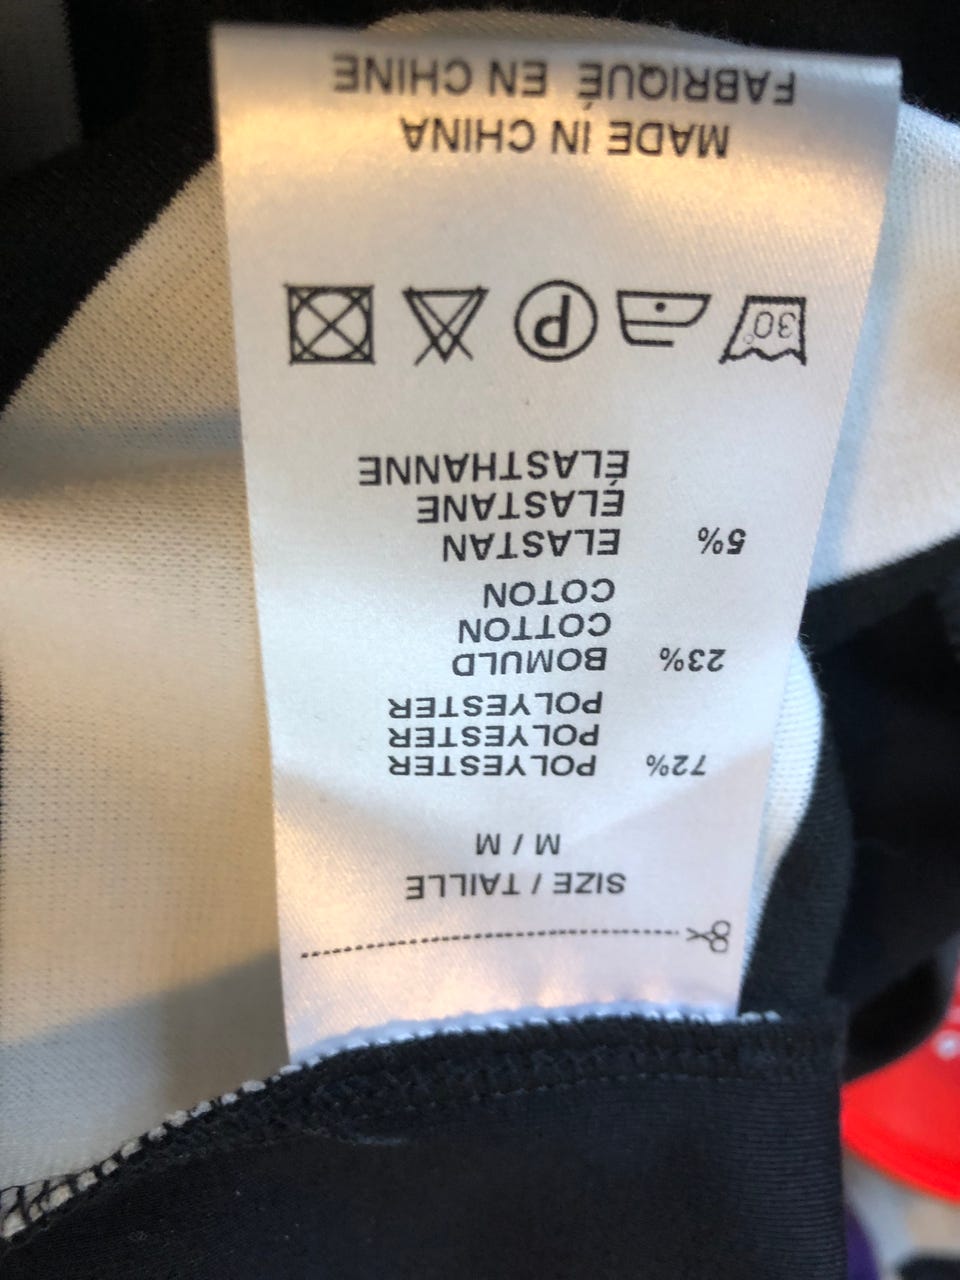 SIZE / TAILLE
M / M
72% POLYESTER
POLYESTER
POLYESTER
23% BOMULD
COTTON
COTON
5% ELASTAN
ÉLASTANE
ÉLASTHANNE
30°
P
MADE IN CHINA
FABRIQUÉ EN CHINE